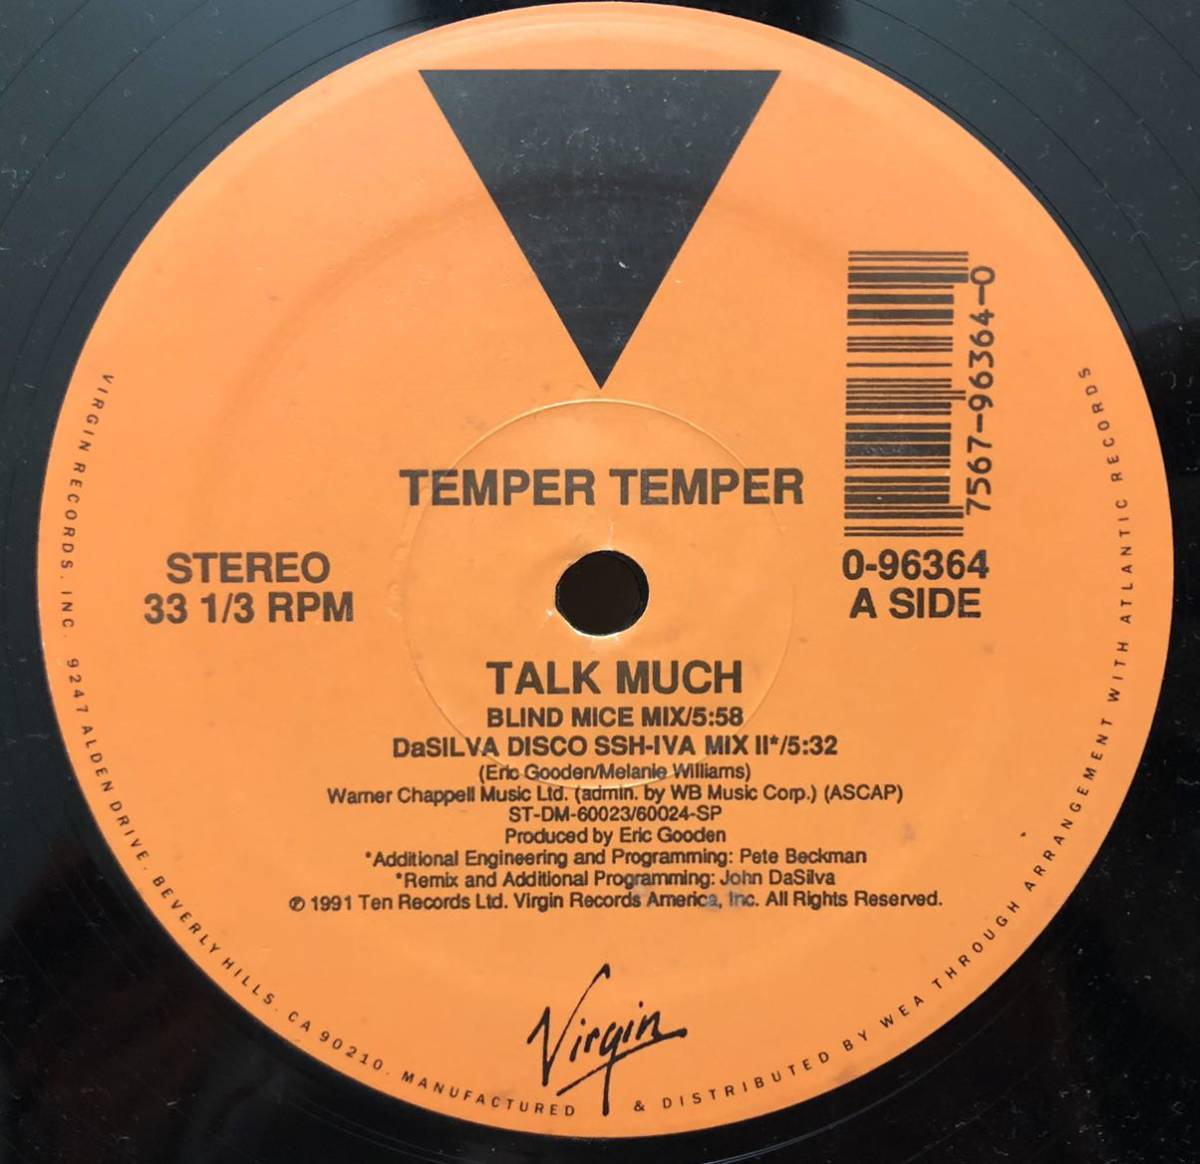 TEMPER TEMPER
STEREO
33 1/3 RPM
7567-96364-0
0-96364
A SIDE
TALK MUCH
BLIND MICE MIX/5:58
DaSILVA DISCO SSH-IVA MIX II*/5:32
(Eric Gooden/Melanie Williams)
Warner Chappell Music Ltd. (admin. by WB Music Corp.) (ASCAP)
ST-DM-60023/60024-SP
Produced by Eric Gooden
*Additional Engineering and Programming: Pete Beckman
*Remix and Additional Programming: John DaSilva
℗ 1991 Ten Records Ltd. Virgin Records America, Inc. All Rights Reserved.
Virgin
VIRGIN RECORDS, INC. 9247 ALDEN DRIVE, BEVERLY HILLS, CA 90210. MANUFACTURED & DISTRIBUTED BY WEA THROUGH ARRANGEMENT WITH ATLANTIC RECORDS